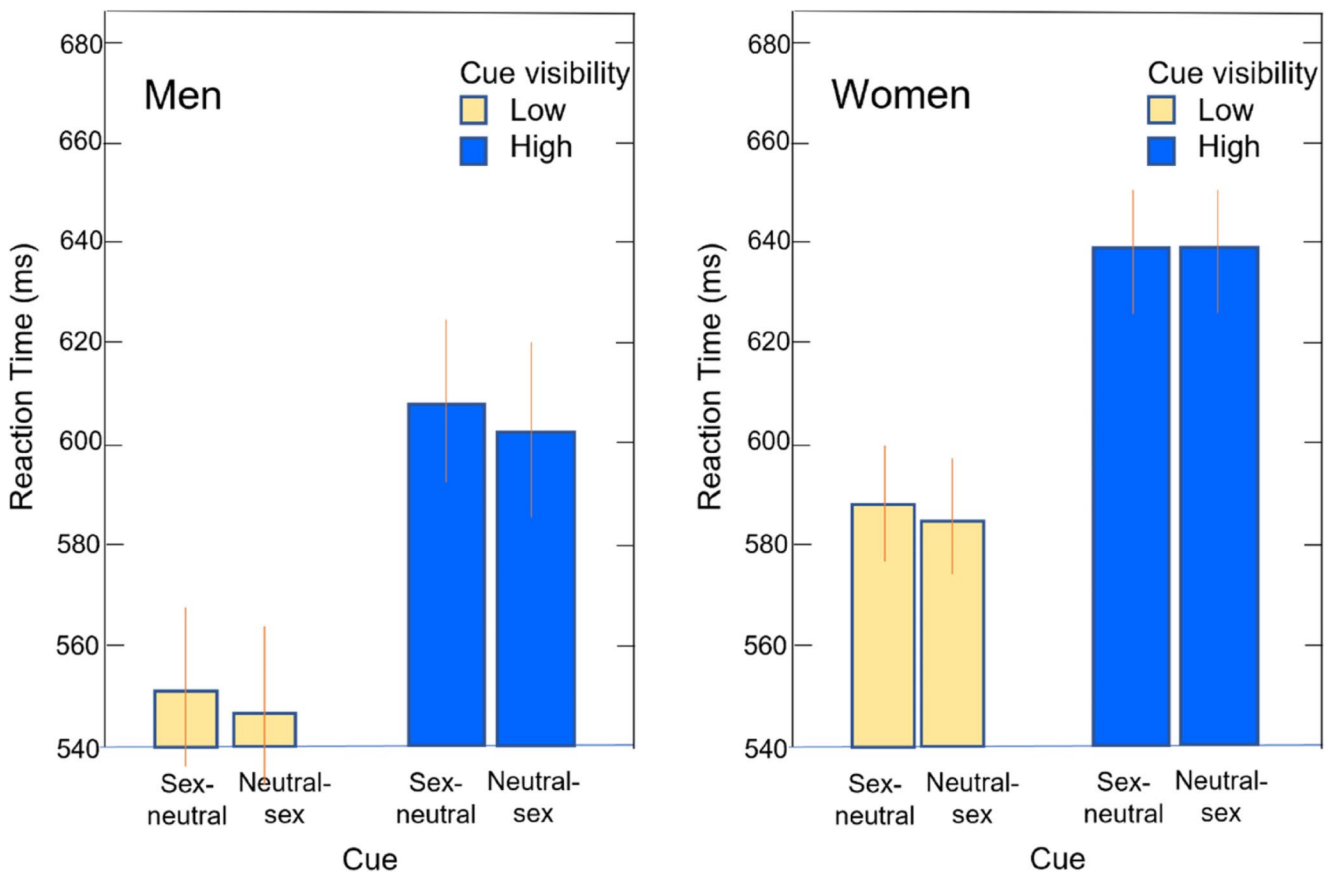 Men
Cue visibility
Low
High
Reaction Time (ms)
680
660
640
620
600
580
560
540
Sex-
neutral
Neutral-
sex
Sex-
neutral
Neutral-
sex
Cue
Women
Cue visibility
Low
High
Reaction Time (ms)
680
660
640
620
600
580
560
540
Sex-
neutral
Neutral-
sex
Sex-
neutral
Neutral-
sex
Cue